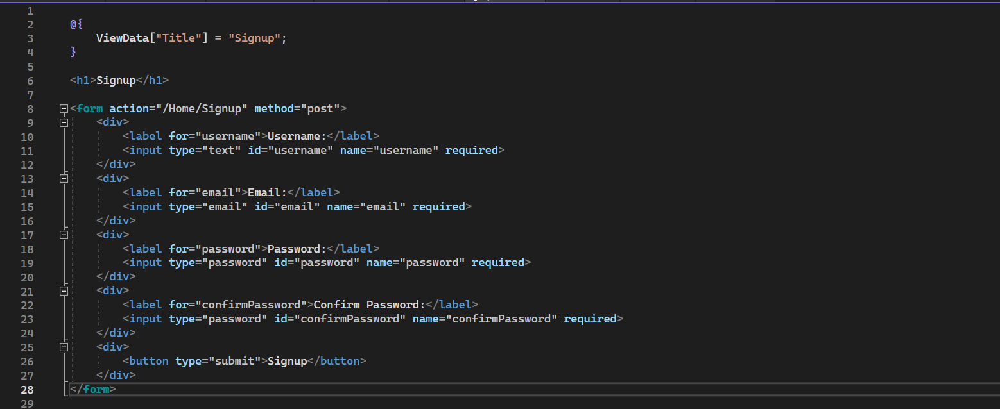 1
2 @{
3 ViewData["Title"] = "Signup";
4 }
5
6 <h1>Signup</h1>
7
8 <form action="/Home/Signup" method="post">
9 <div>
10 <label for="username">Username:</label>
11 <input type="text" id="username" name="username" required>
12 </div>
13 <div>
14 <label for="email">Email:</label>
15 <input type="email" id="email" name="email" required>
16 </div>
17 <div>
18 <label for="password">Password:</label>
19 <input type="password" id="password" name="password" required>
20 </div>
21 <div>
22 <label for="confirmPassword">Confirm Password:</label>
23 <input type="password" id="confirmPassword" name="confirmPassword" required>
24 </div>
25 <div>
26 <button type="submit">Signup</button>
27 </div>
28 </form>
29